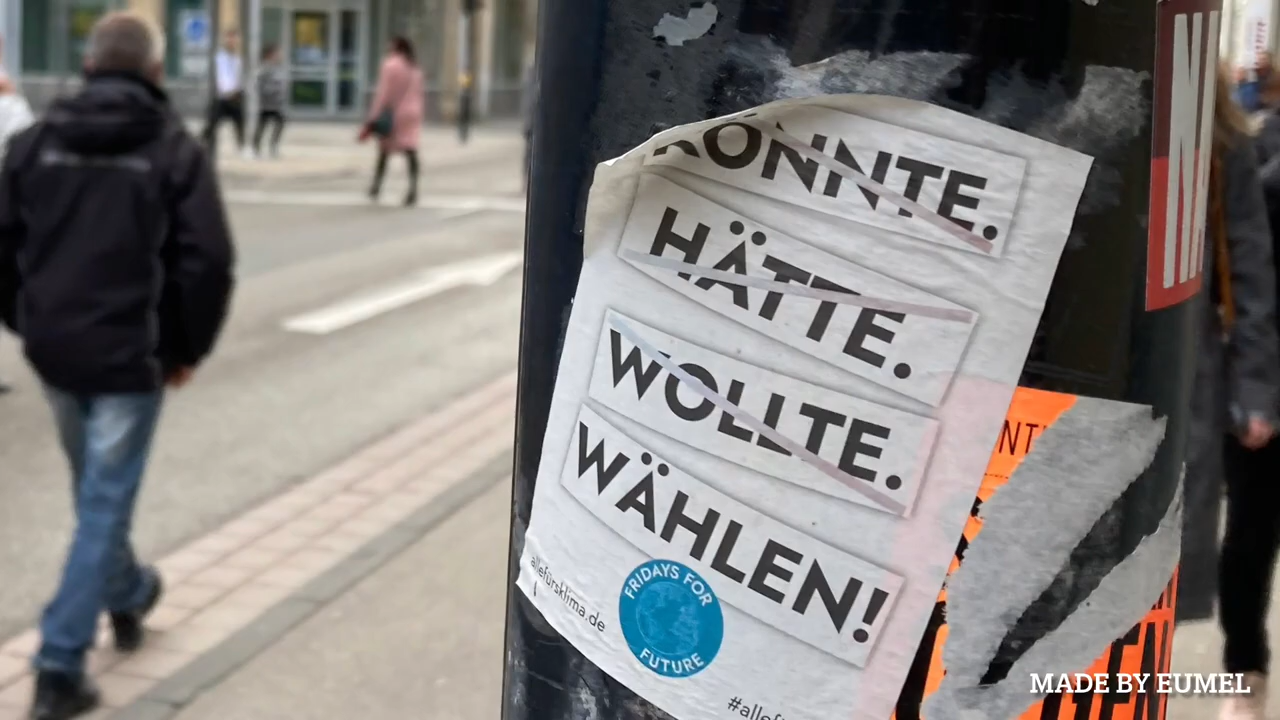 KÖNNTE.
HÄTTE.
WOLLTE.
WÄHLEN!
allefürsklima.de
FRIDAYS FOR
FUTURE
MADE BY EUMEL